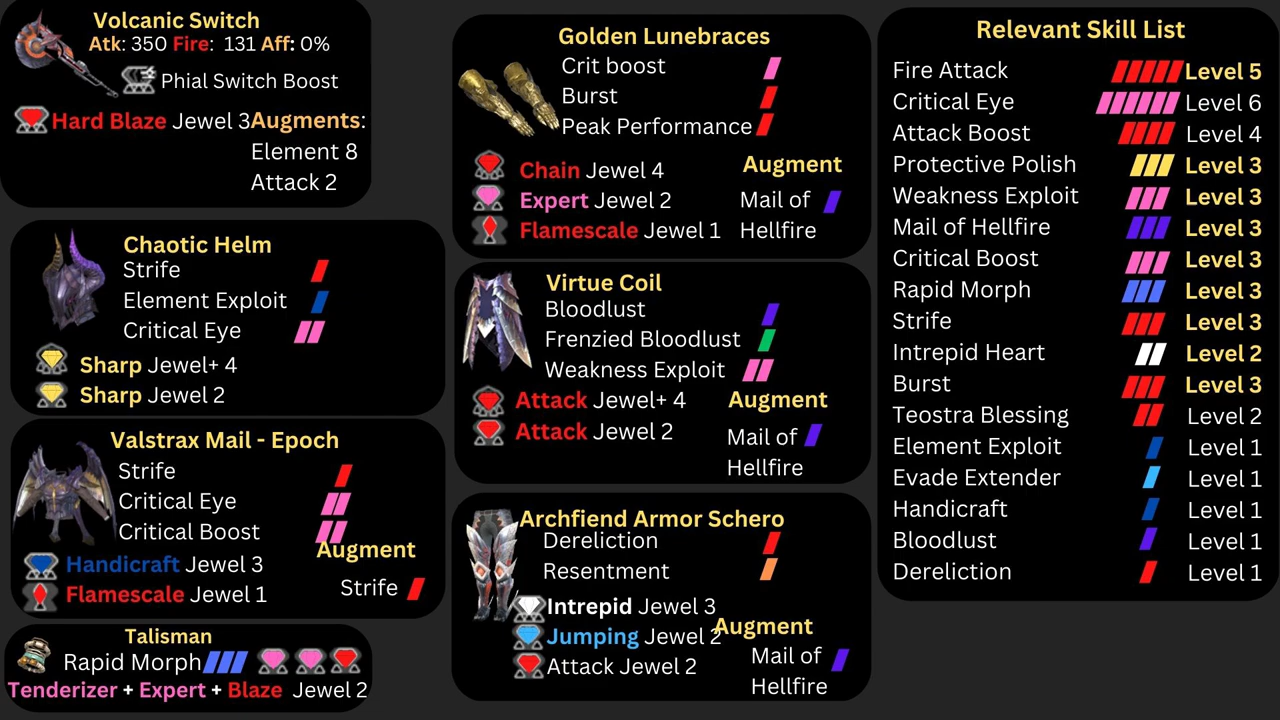 Volcanic Switch
Atk: 350 Fire: 131 Aff: 0%
Phial Switch Boost
Hard Blaze Jewel 3
Augments:
Element 8
Attack 2
Chaotic Helm
Strife
Element Exploit
Critical Eye
Sharp Jewel+ 4
Sharp Jewel 2
Valstrax Mail - Epoch
Strife
Critical Eye
Critical Boost
Augment
Handicraft Jewel 3
Flamescale Jewel 1
Strife
Talisman
Rapid Morph
Tenderizer + Expert + Blaze Jewel 2
Golden Lunebraces
Crit boost
Burst
Peak Performance
Chain Jewel 4
Expert Jewel 2
Flamescale Jewel 1
Augment
Mail of
Hellfire
Virtue Coil
Bloodlust
Frenzied Bloodlust
Weakness Exploit
Attack Jewel+ 4
Attack Jewel 2
Augment
Mail of
Hellfire
Archfiend Armor Schero
Dereliction
Resentment
Intrepid Jewel 3
Jumping Jewel 2
Attack Jewel 2
Augment
Mail of
Hellfire
Relevant Skill List
Fire Attack Level 5
Critical Eye Level 6
Attack Boost Level 4
Protective Polish Level 3
Weakness Exploit Level 3
Mail of Hellfire Level 3
Critical Boost Level 3
Rapid Morph Level 3
Strife Level 3
Intrepid Heart Level 2
Burst Level 3
Teostra Blessing Level 2
Element Exploit Level 1
Evade Extender Level 1
Handicraft Level 1
Bloodlust Level 1
Dereliction Level 1